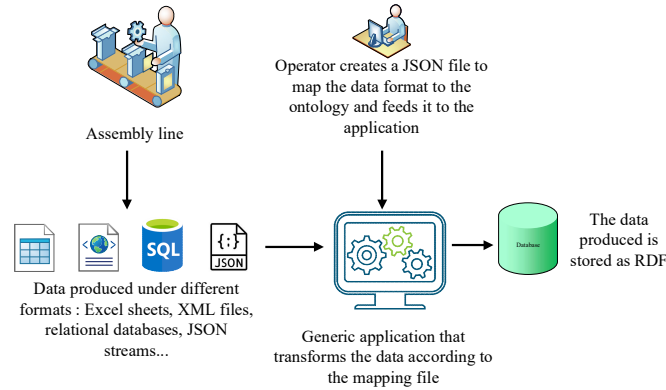 Assembly line
Operator creates a JSON file to
map the data format to the
ontology and feeds it to the
application
SQL
{:}
JSON
Data produced under different
formats : Excel sheets, XML files,
relational databases, JSON
streams...
Generic application that
transforms the data according to
the mapping file
Database
The data
produced is
stored as RDF